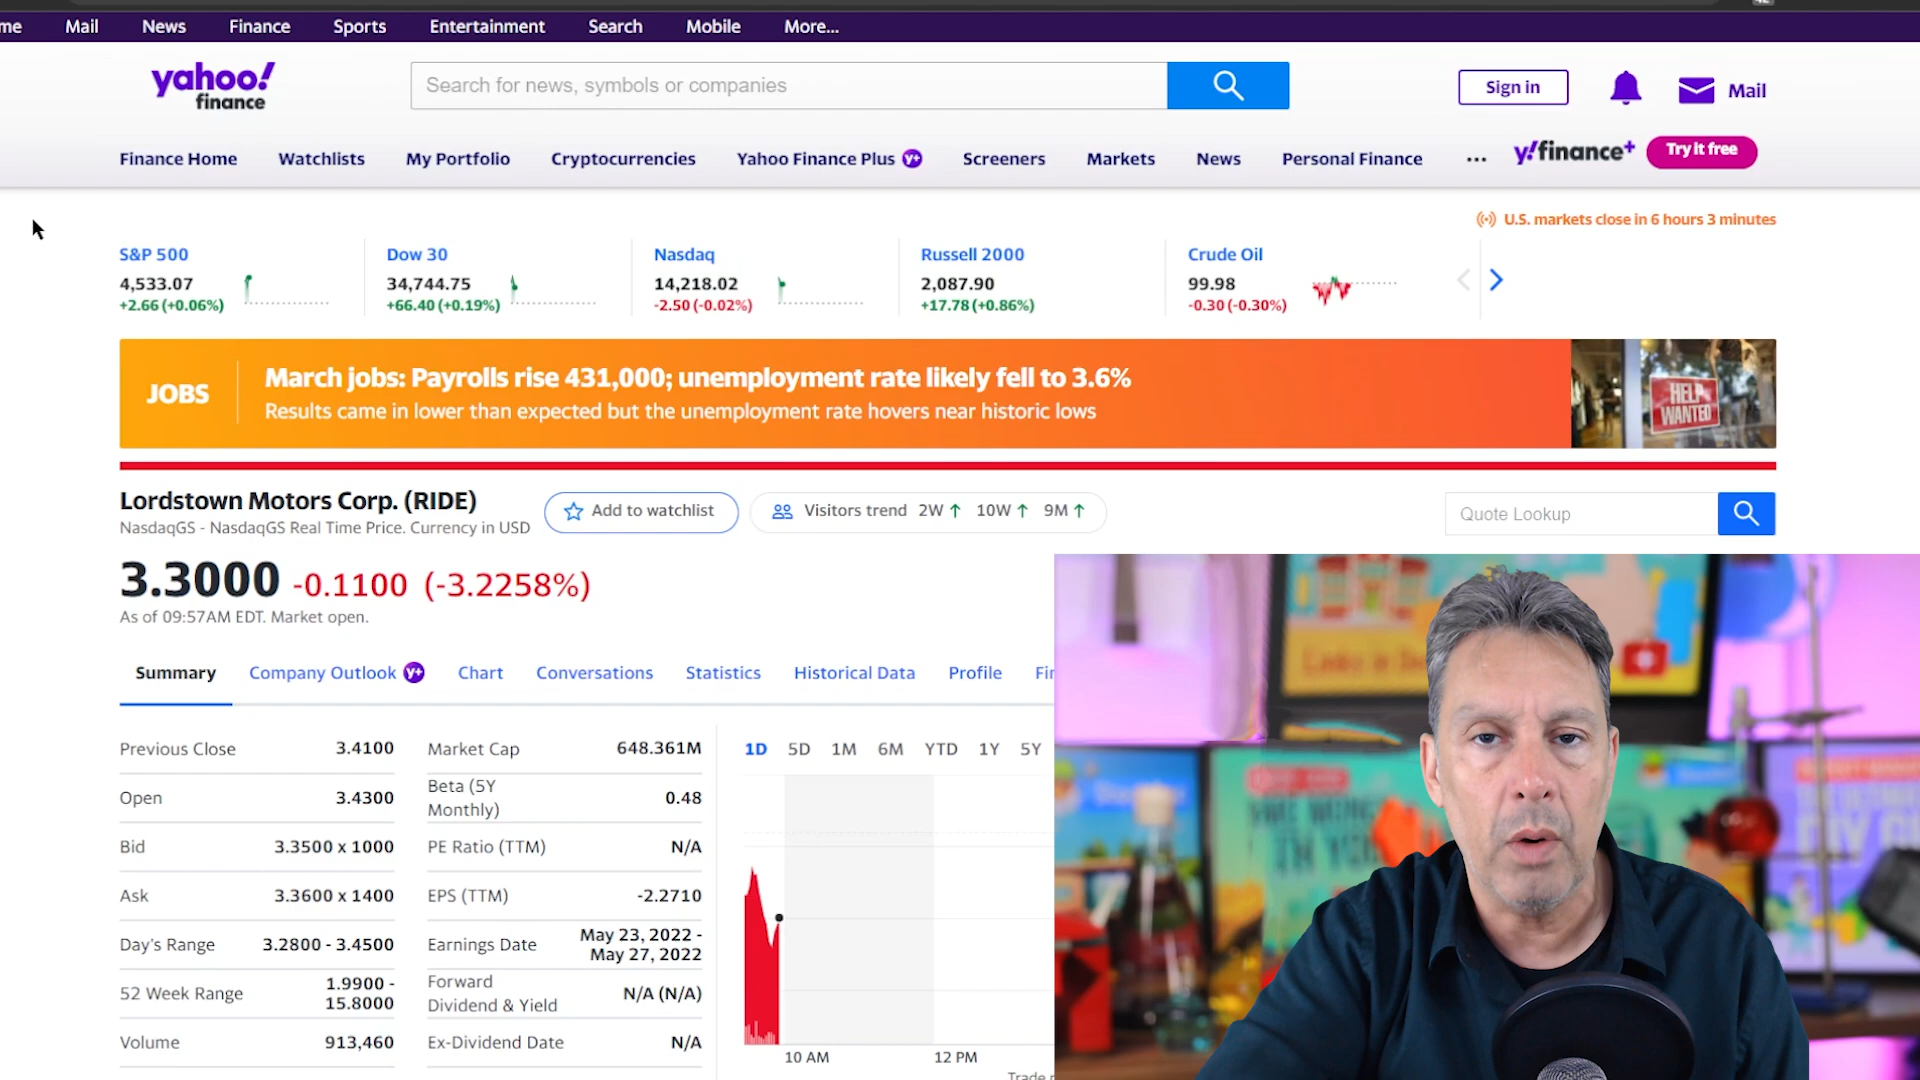 me Mail News Finance Sports Entertainment Search Mobile More...
yahoo!
finance
Search for news, symbols or companies
Sign in
Mail
Finance Home Watchlists My Portfolio Cryptocurrencies Yahoo Finance Plus y+ Screeners Markets News Personal Finance ... y!finance+ Try it free
U.S. markets close in 6 hours 3 minutes
S&P 500
4,533.07
+2.66 (+0.06%)
Dow 30
34,744.75
+66.40 (+0.19%)
Nasdaq
14,218.02
-2.50 (-0.02%)
Russell 2000
2,087.90
+17.78 (+0.86%)
Crude Oil
99.98
-0.30 (-0.30%)
JOBS
March jobs: Payrolls rise 431,000; unemployment rate likely fell to 3.6%
Results came in lower than expected but the unemployment rate hovers near historic lows
HELP
WANTED
Lordstown Motors Corp. (RIDE)
NasdaqGS - NasdaqGS Real Time Price. Currency in USD
Add to watchlist
Visitors trend 2W ↑ 10W ↑ 9M ↑
Quote Lookup
3.3000 -0.1100 (-3.2258%)
As of 09:57AM EDT. Market open.
Summary Company Outlook y+ Chart Conversations Statistics Historical Data Profile Fi
Previous Close 3.4100
Open 3.4300
Bid 3.3500 x 1000
Ask 3.3600 x 1400
Day's Range 3.2800 - 3.4500
52 Week Range 1.9900 -
15.8000
Volume 913,460
Market Cap 648.361M
Beta (5Y
Monthly) 0.48
PE Ratio (TTM) N/A
EPS (TTM) -2.2710
Earnings Date May 23, 2022 -
May 27, 2022
Forward
Dividend & Yield N/A (N/A)
Ex-Dividend Date N/A
1D 5D 1M 6M YTD 1Y 5Y
10 AM 12 PM
Trade